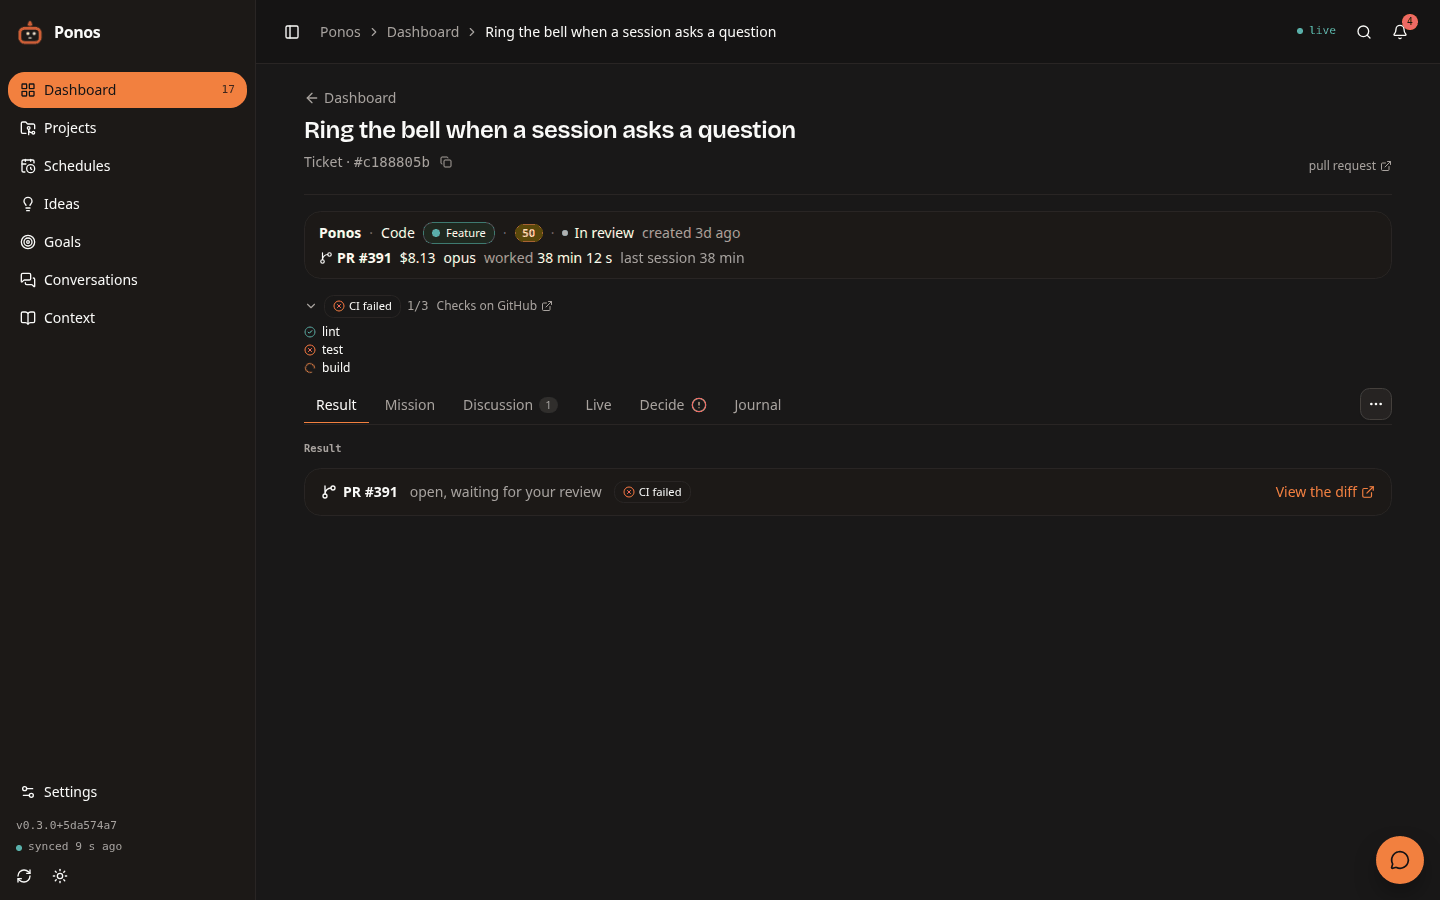 Ponos
Ponos > Dashboard > Ring the bell when a session asks a question
live
4
Dashboard 17
Projects
Schedules
Ideas
Goals
Conversations
Context
Settings
v0.3.0+5da574a7
synced 9 s ago
Dashboard
Ring the bell when a session asks a question
Ticket · #c188805b
pull request
Ponos · Code Feature · 50 · In review created 3d ago
PR #391 $8.13 opus worked 38 min 12 s last session 38 min
CI failed 1/3 Checks on GitHub
lint
test
build
Result Mission Discussion 1 Live Decide Journal
Result
PR #391 open, waiting for your review CI failed View the diff